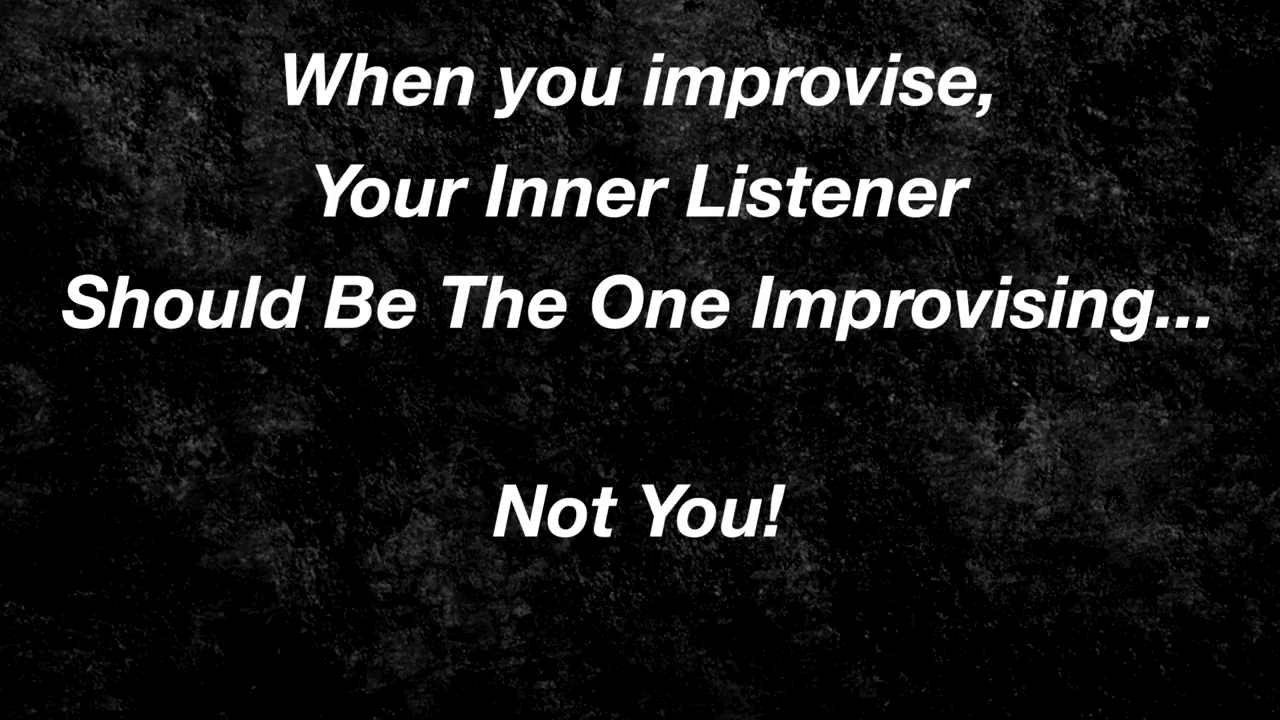 When you improvise,
Your Inner Listener
Should Be The One Improvising...
Not You!